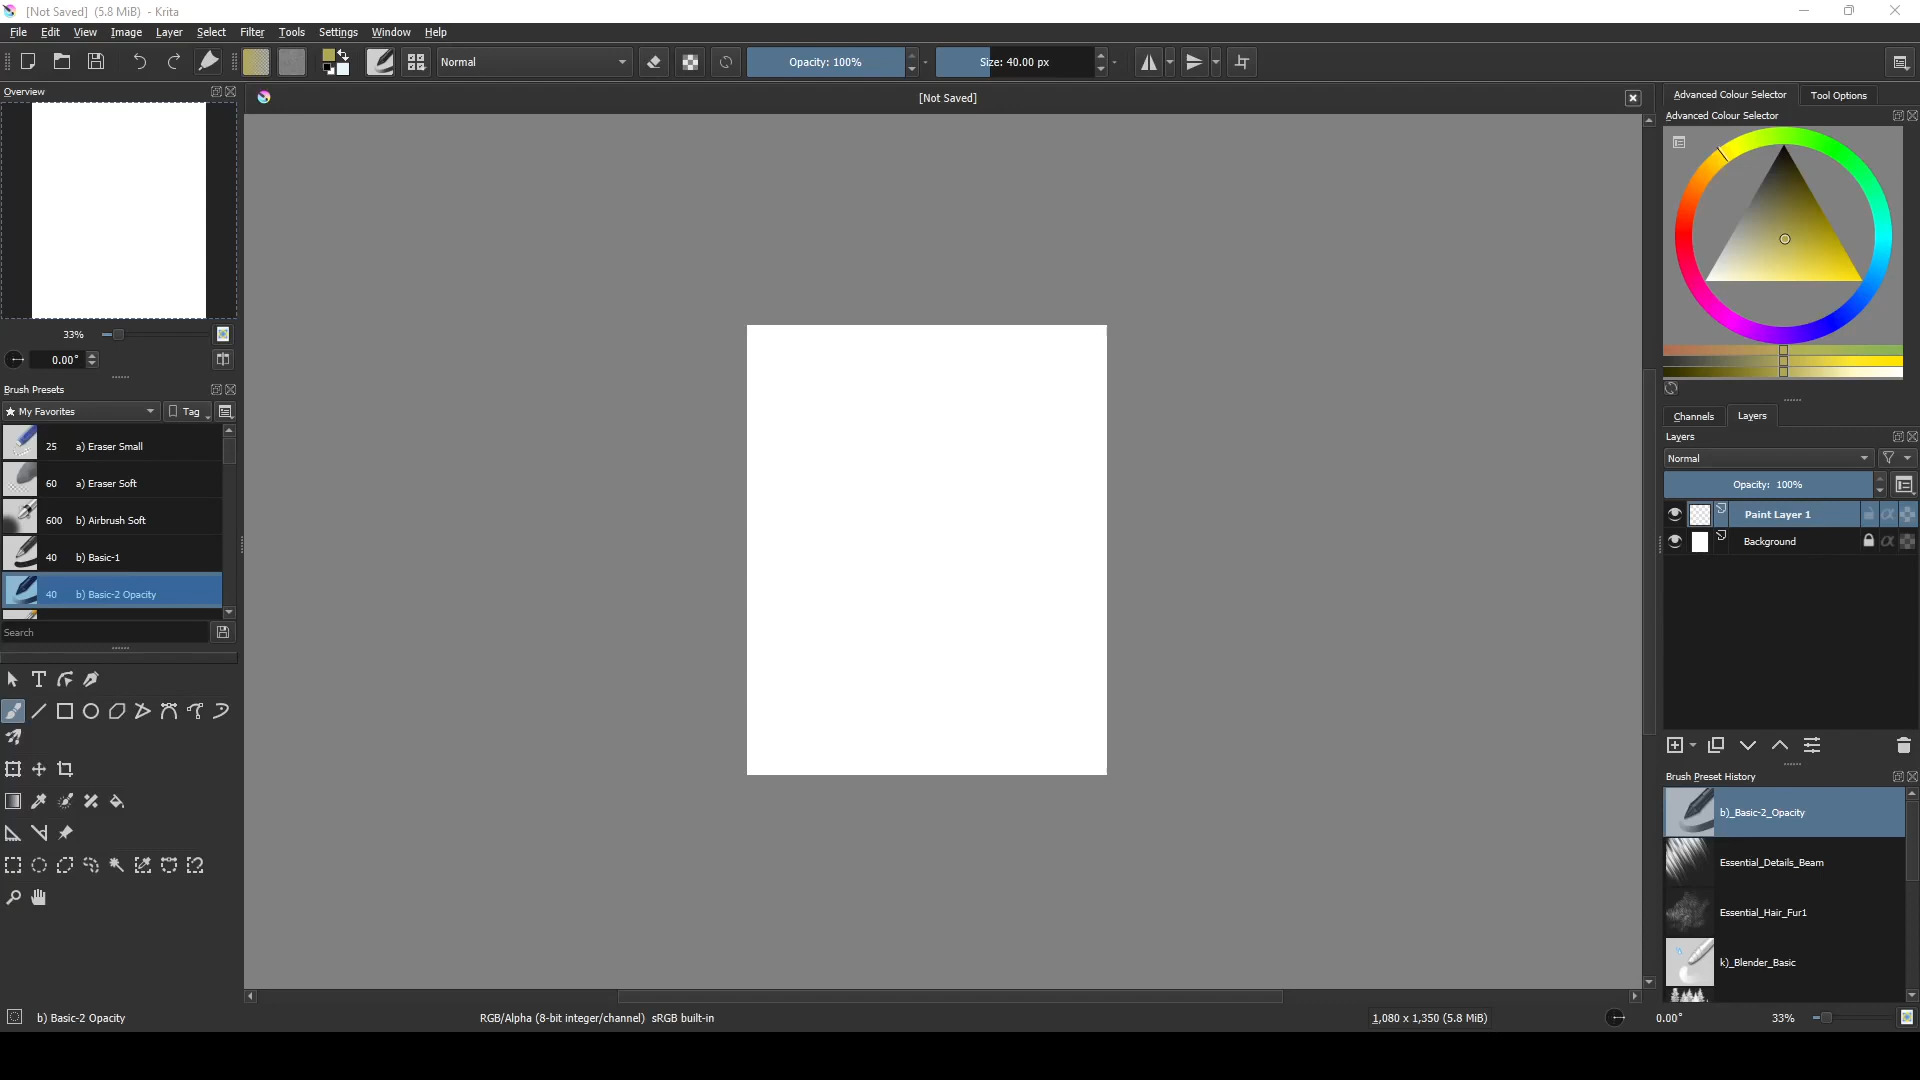 [Not Saved] (5.8 MiB) - Krita
File Edit View Image Layer Select Filter Tools Settings Window Help
Normal
Opacity: 100%
Size: 40.00 px
Overview
[Not Saved]
33%
0.00°
Brush Presets
My Favorites
Tag
25 a) Eraser Small
60 a) Eraser Soft
600 b) Airbrush Soft
40 b) Basic-1
40 b) Basic-2 Opacity
Search
Advanced Colour Selector
Tool Options
Advanced Colour Selector
Channels
Layers
Layers
Normal
Opacity: 100%
Paint Layer 1
Background
Brush Preset History
b)_Basic-2_Opacity
Essential_Details_Beam
Essential_Hair_Fur1
k)_Blender_Basic
b) Basic-2 Opacity
RGB/Alpha (8-bit integer/channel) sRGB built-in
1,080 x 1,350 (5.8 MiB)
0.00°
33%